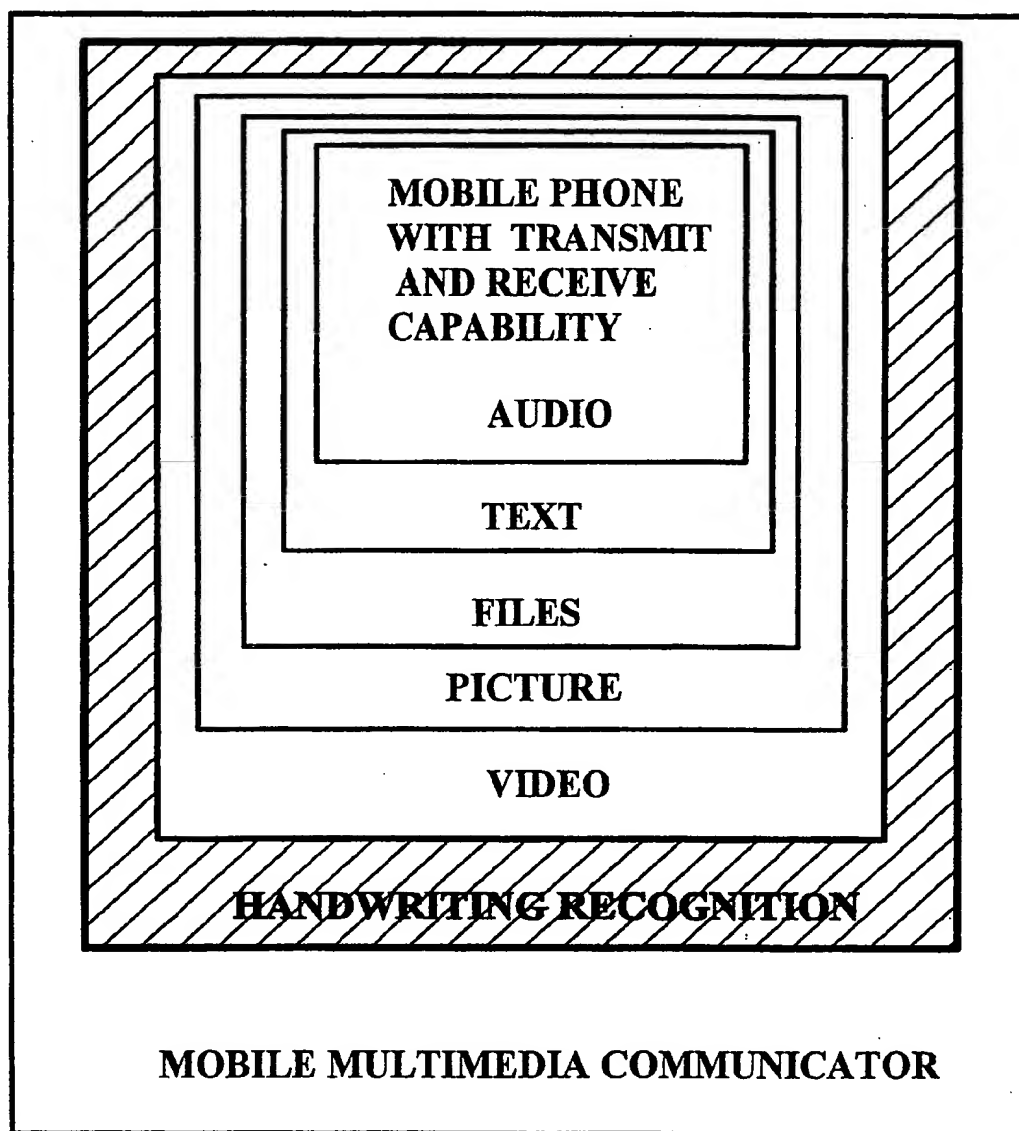 MOBILE PHONE
WITH TRANSMIT
AND RECEIVE
CAPABILITY
AUDIO
TEXT
FILES
PICTURE
VIDEO
HANDWRITING RECOGNITION
MOBILE MULTIMEDIA COMMUNICATOR